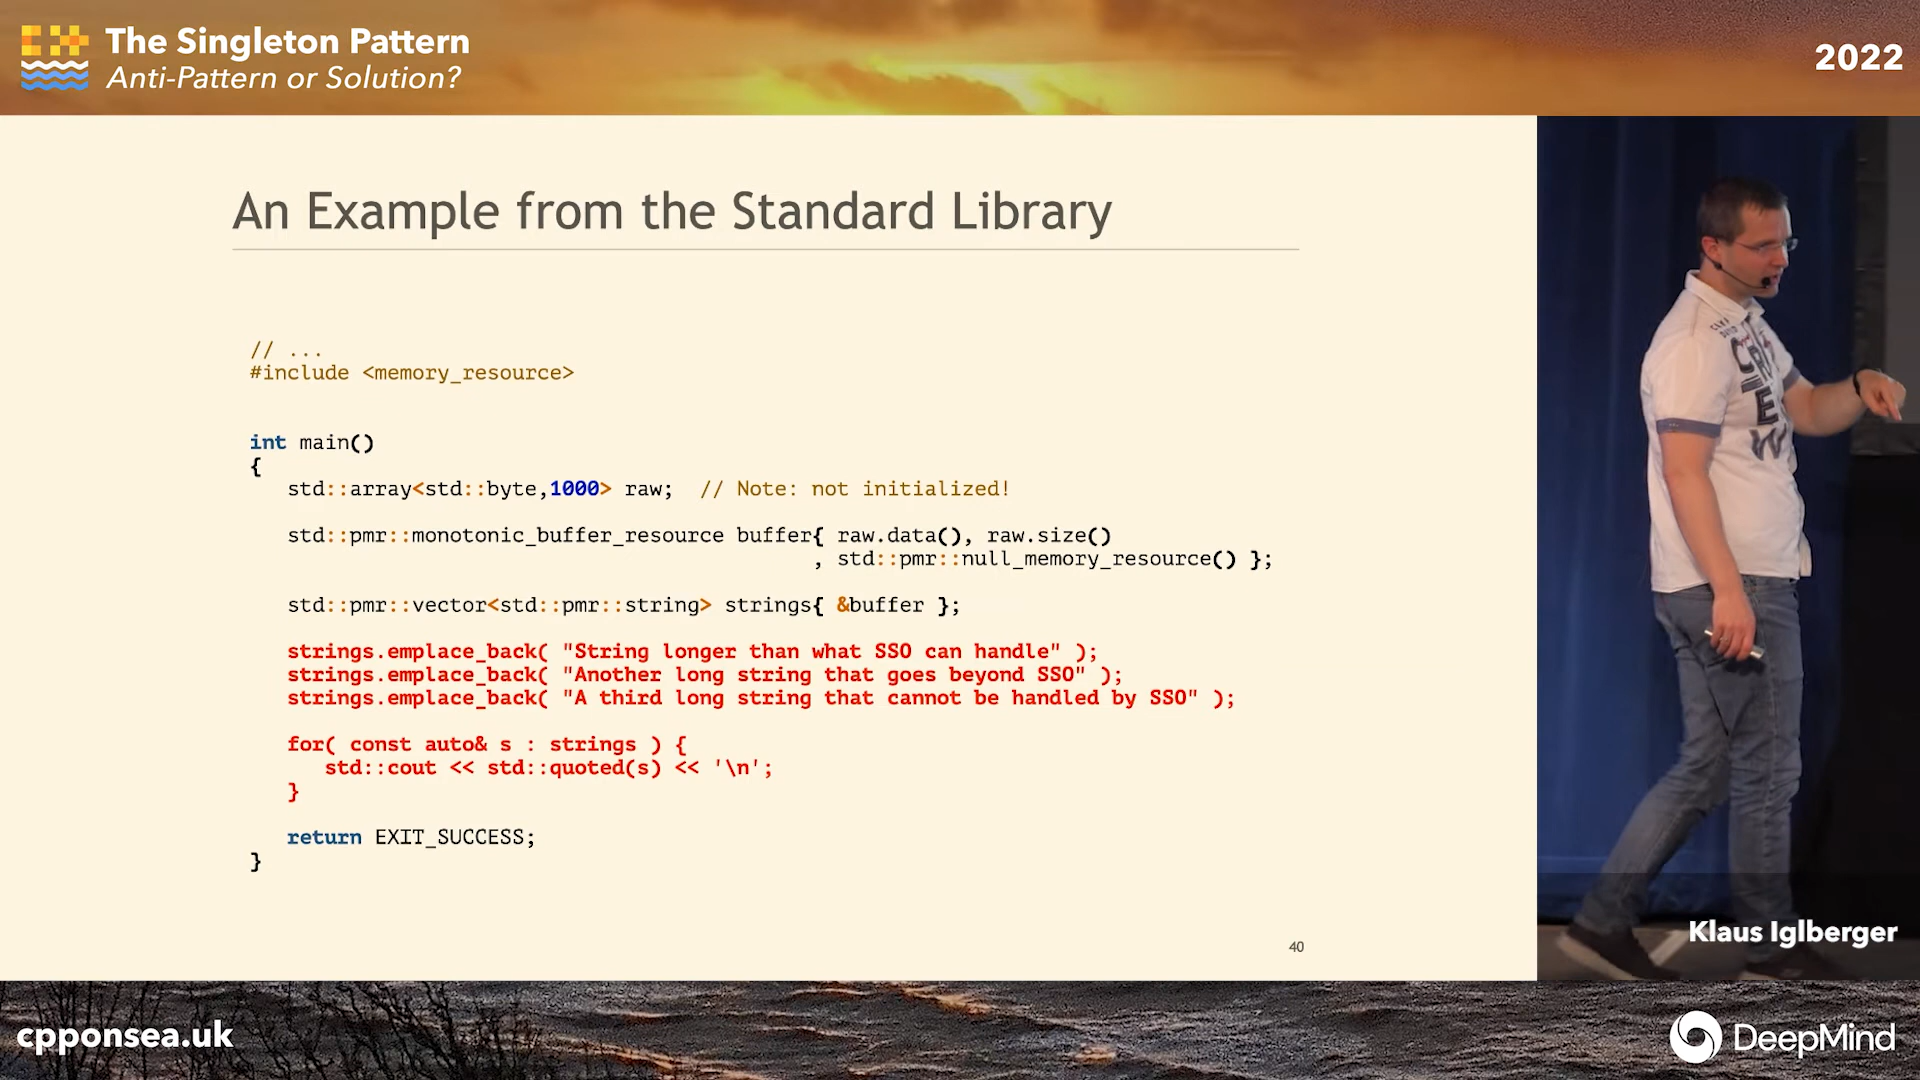 The Singleton Pattern
Anti-Pattern or Solution?
2022
An Example from the Standard Library
// ...
#include <memory_resource>
int main()
{
std::array<std::byte,1000> raw; // Note: not initialized!
std::pmr::monotonic_buffer_resource buffer{ raw.data(), raw.size()
, std::pmr::null_memory_resource() };
std::pmr::vector<std::pmr::string> strings{ &buffer };
strings.emplace_back( "String longer than what SSO can handle" );
strings.emplace_back( "Another long string that goes beyond SSO" );
strings.emplace_back( "A third long string that cannot be handled by SSO" );
for( const auto& s : strings ) {
std::cout << std::quoted(s) << '\n';
}
return EXIT_SUCCESS;
}
40
Klaus Iglberger
cpponsea.uk
DeepMind